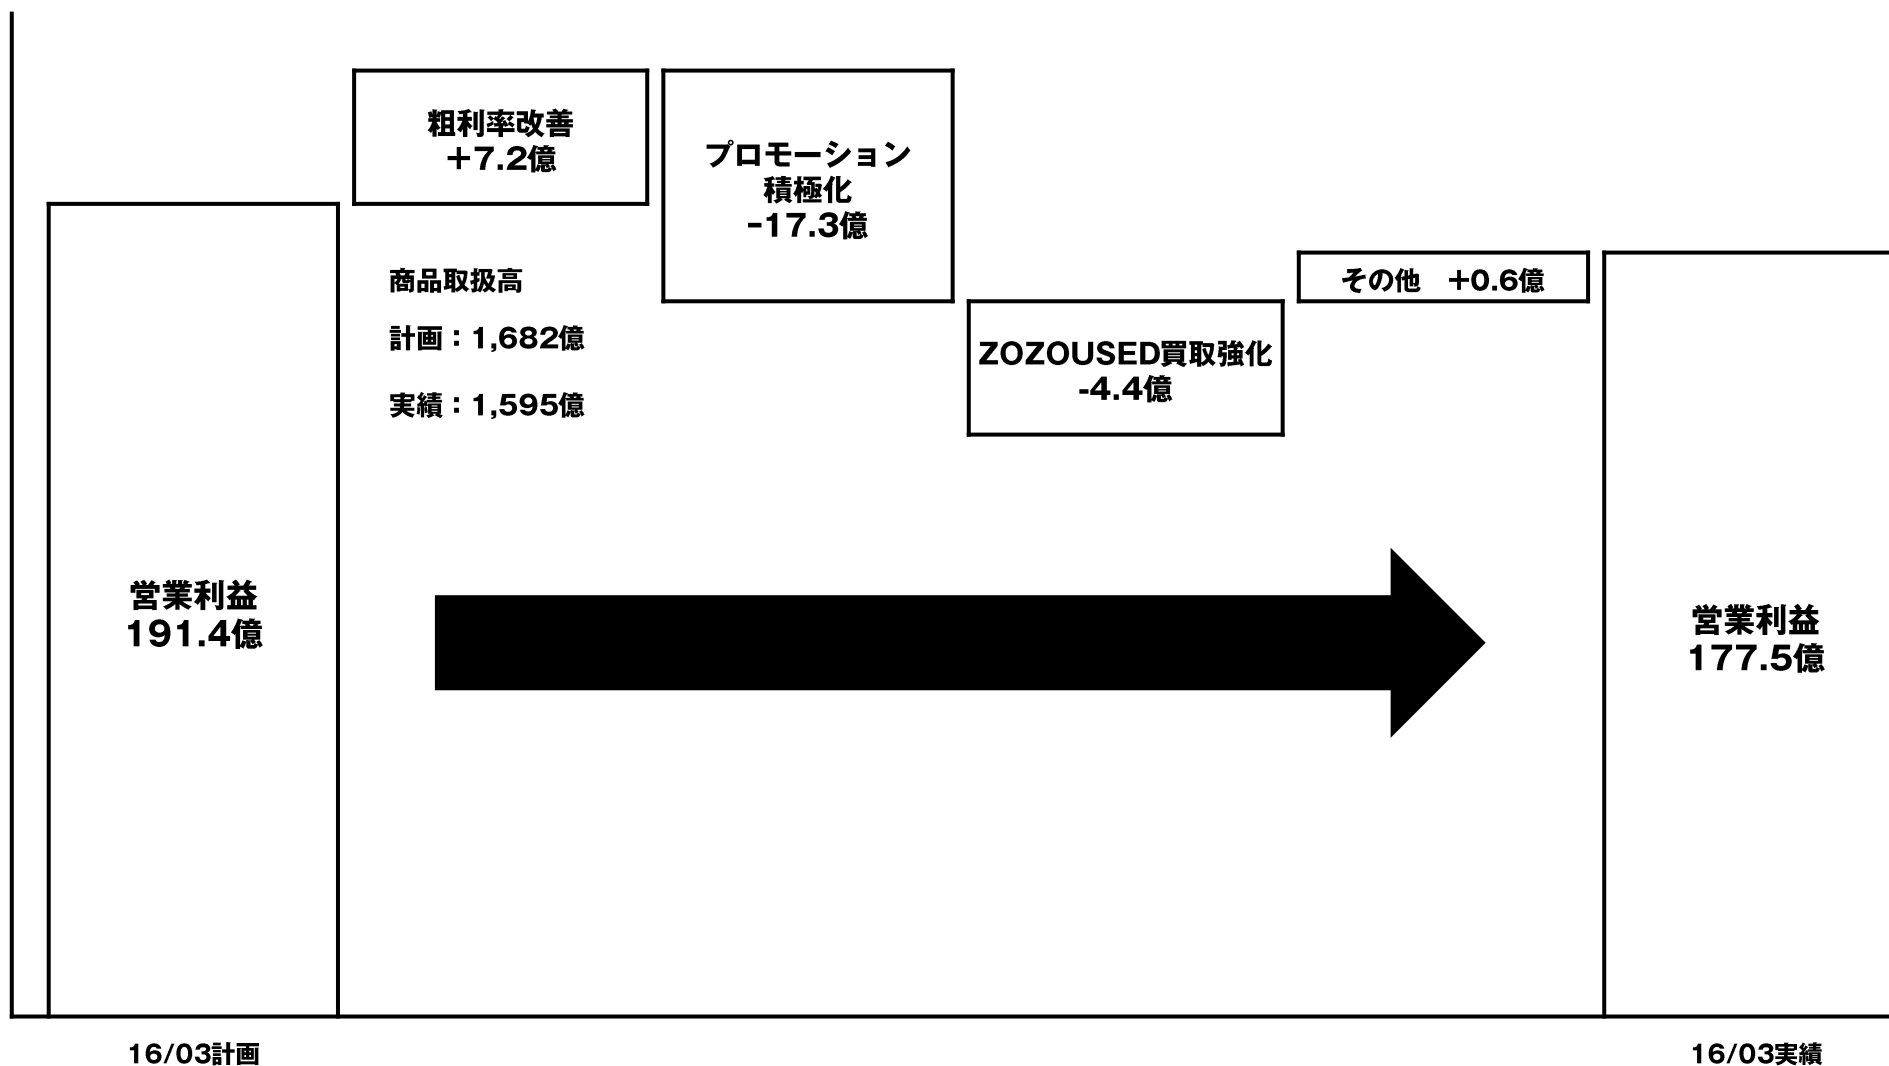 粗利率改善
+7.2億
プロモーション
積極化
-17.3億
商品取扱高
計画：1,682億
実績：1,595億
その他　+0.6億
ZOZOUSED買取強化
-4.4億
営業利益
191.4億
営業利益
177.5億
16/03計画
16/03実績